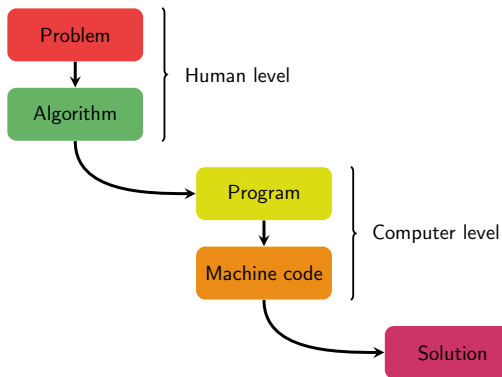 Problem
Human level
Algorithm
Program
Computer level
Machine code
Solution